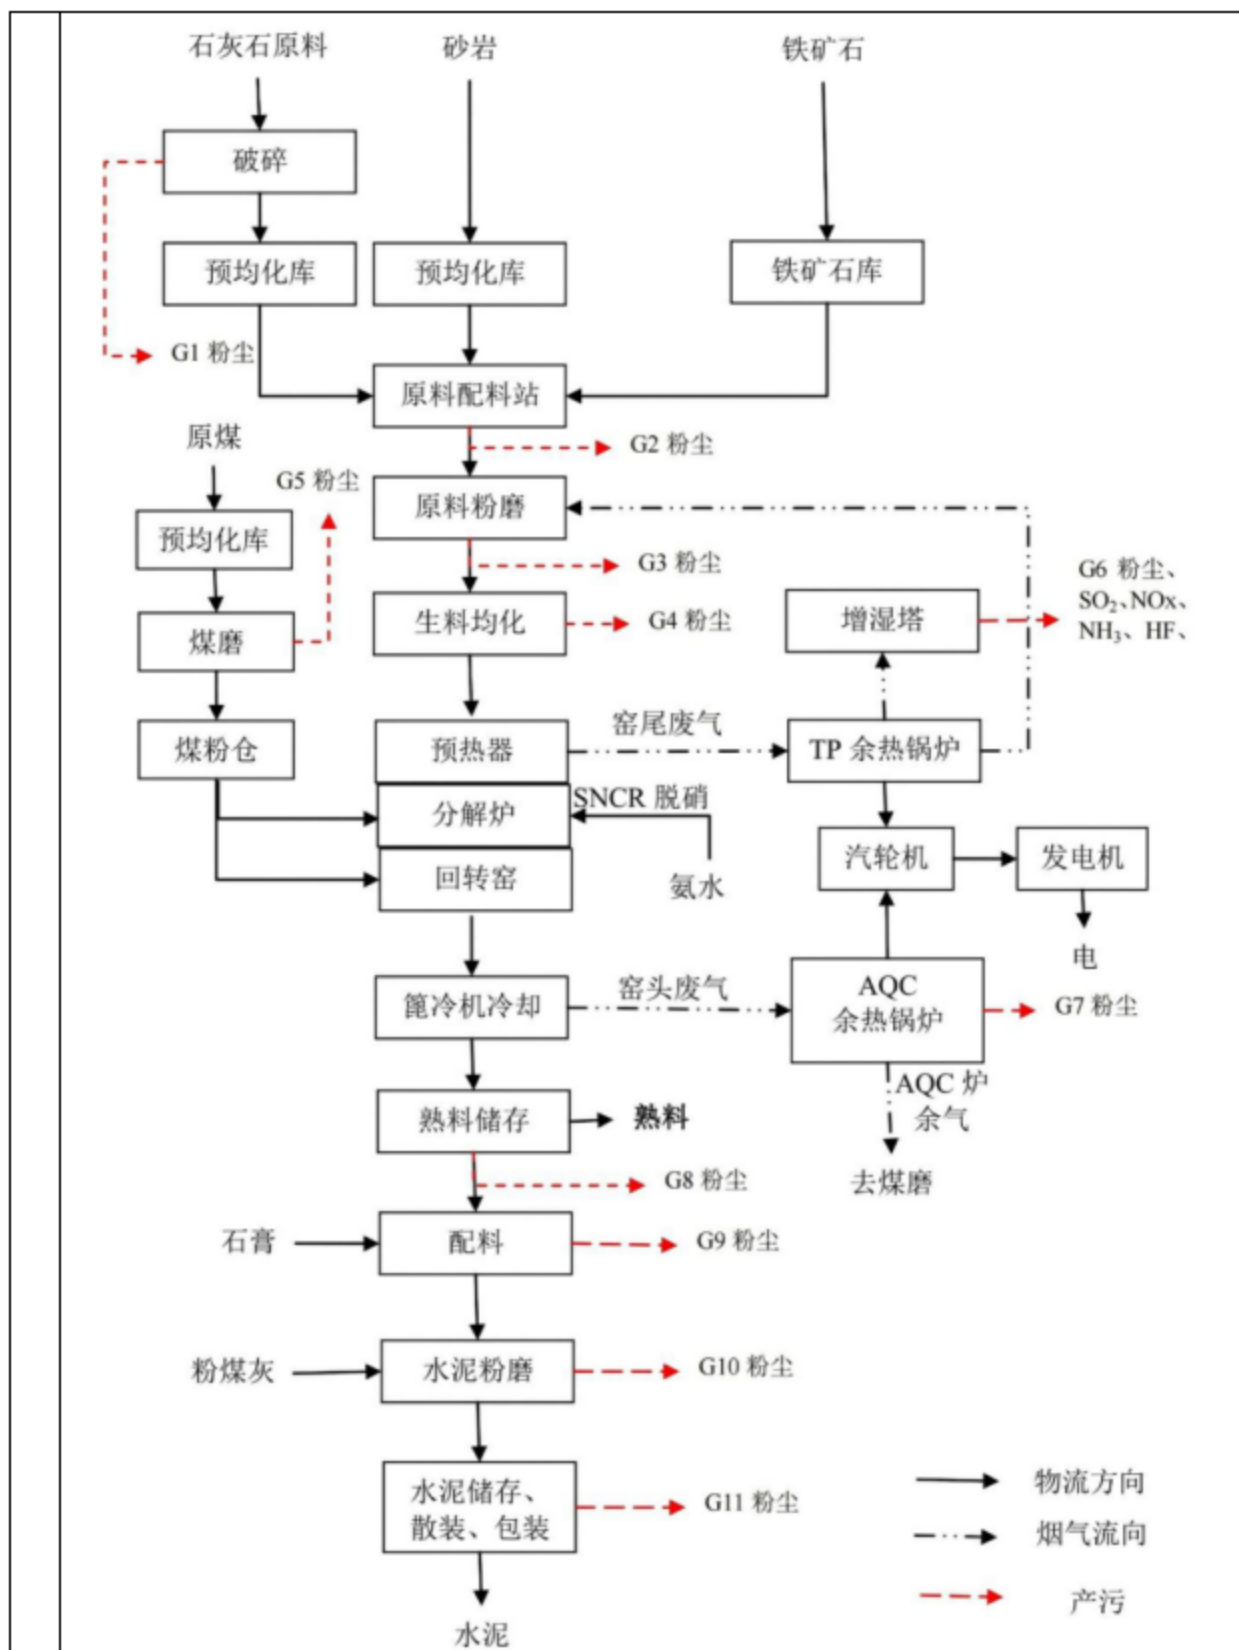 石灰石原料
砂岩
铁矿石
破碎
预均化库
预均化库
铁矿石库
G1 粉尘
原料配料站
原煤
G2 粉尘
G5 粉尘
原料粉磨
预均化库
G3 粉尘
G6 粉尘、
SO₂、NOx、
NH₃、HF、
生料均化
G4 粉尘
增湿塔
煤磨
窑尾废气
煤粉仓
预热器
TP 余热锅炉
SNCR 脱硝
分解炉
汽轮机
发电机
回转窑
氨水
电
窑头废气
篦冷机冷却
AQC
余热锅炉
G7 粉尘
AQC 炉
余气
熟料储存
熟料
G8 粉尘
去煤磨
石膏
配料
G9 粉尘
粉煤灰
水泥粉磨
G10 粉尘
水泥储存、
散装、包装
G11 粉尘
物流方向
烟气流向
产污
水泥